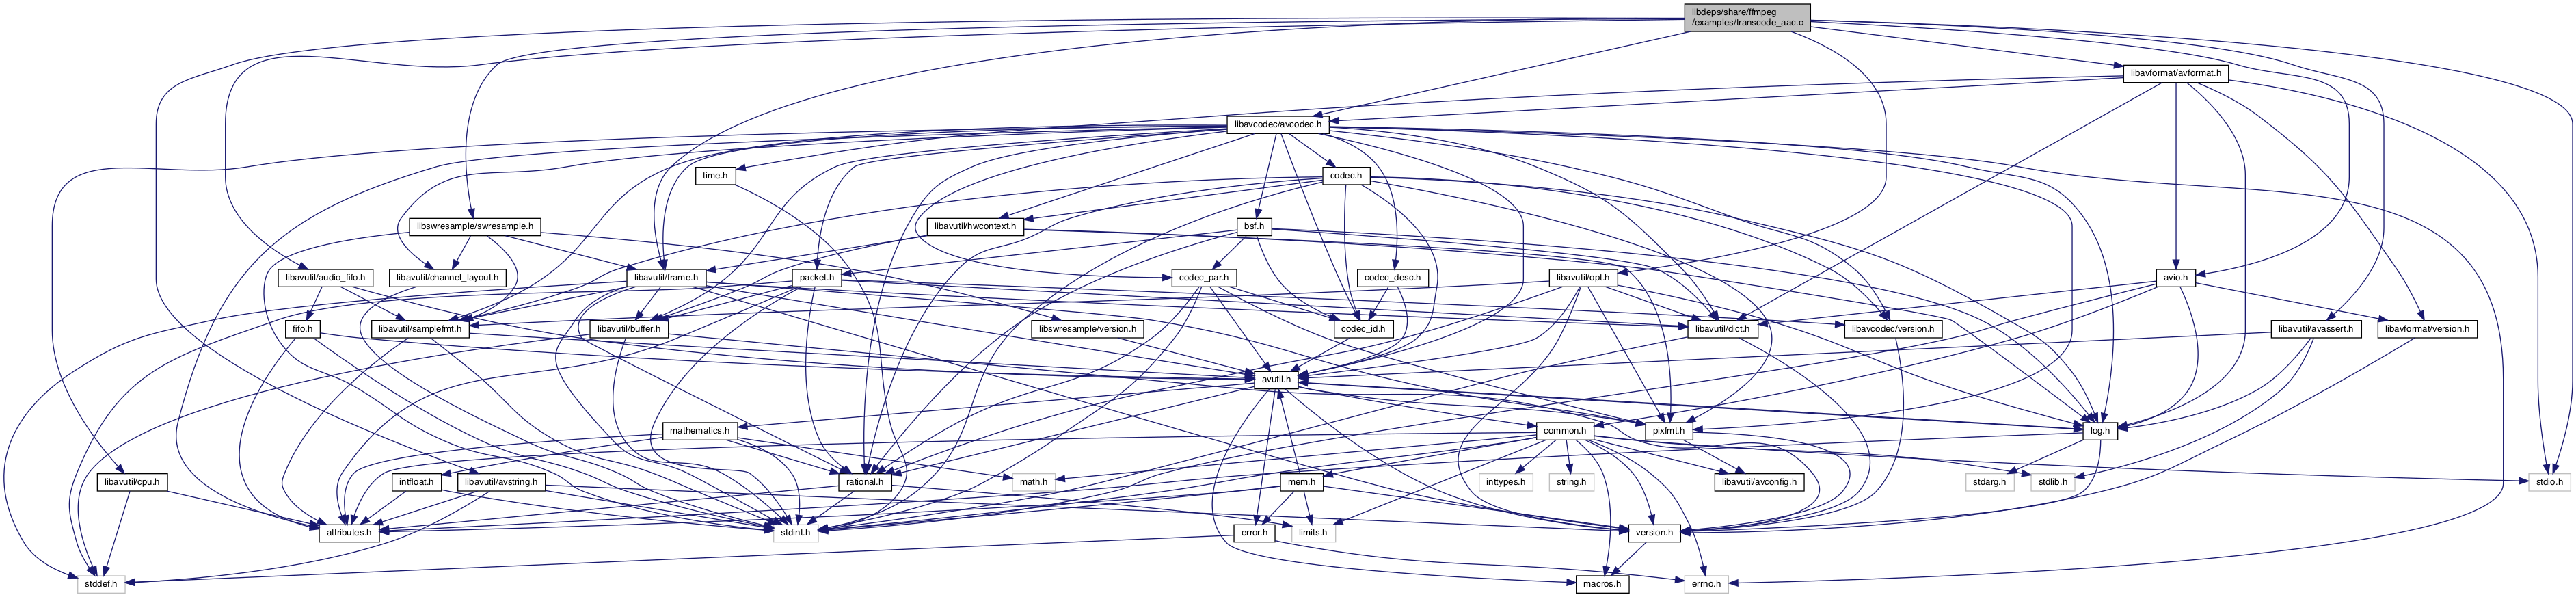 libdeps/share/ffmpeg
/examples/transcode_aac.c
libavformat/avformat.h
libavcodec/avcodec.h
time.h
codec.h
libswresample/swresample.h
libavutil/hwcontext.h
bsf.h
libavutil/audio_fifo.h
libavutil/channel_layout.h
libavutil/frame.h
packet.h
codec_par.h
codec_desc.h
libavutil/opt.h
avio.h
fifo.h
libavutil/samplefmt.h
libavutil/buffer.h
libswresample/version.h
codec_id.h
libavutil/dict.h
libavcodec/version.h
libavutil/avassert.h
libavformat/version.h
avutil.h
mathematics.h
common.h
pixfmt.h
log.h
libavutil/cpu.h
intfloat.h
libavutil/avstring.h
rational.h
math.h
mem.h
inttypes.h
string.h
libavutil/avconfig.h
stdarg.h
stdlib.h
stdio.h
attributes.h
stdint.h
error.h
limits.h
version.h
stddef.h
macros.h
errno.h